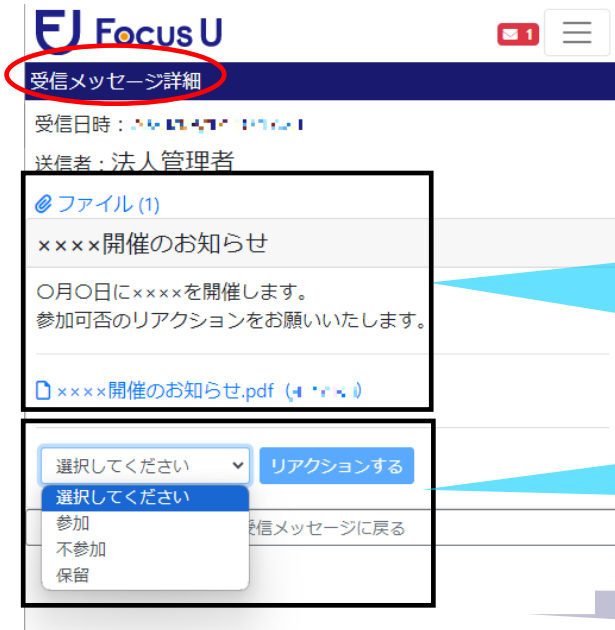 Focus U
1
受信メッセージ詳細
受信日時：
送信者：法人管理者
ファイル (1)
××××開催のお知らせ
〇月〇日に××××を開催します。
参加可否のリアクションをお願いいたします。
××××開催のお知らせ.pdf
選択してください リアクションする
選択してください
参加
信メッセージに戻る
不参加
保留